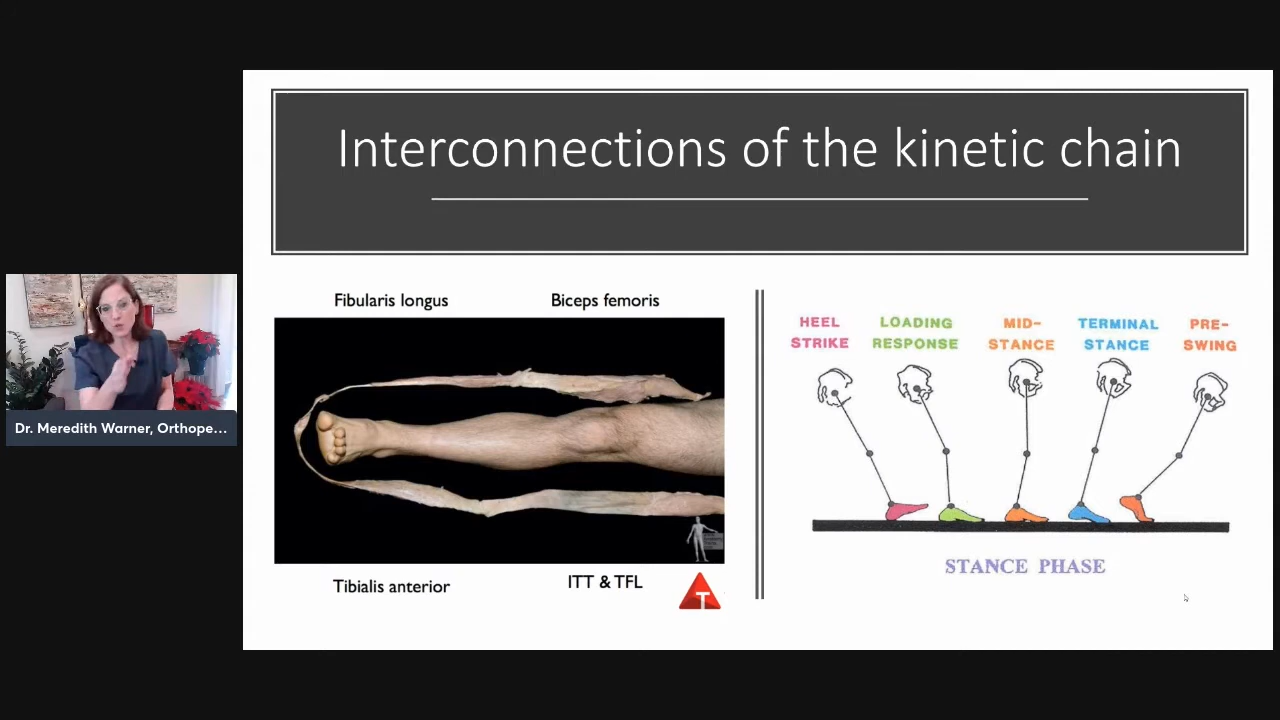 Interconnections of the kinetic chain
Fibularis longus
Biceps femoris
Tibialis anterior
ITT & TFL
T
HEEL STRIKE
LOADING RESPONSE
MID-STANCE
TERMINAL STANCE
PRE-SWING
STANCE PHASE
Dr. Meredith Warner, Orthope...